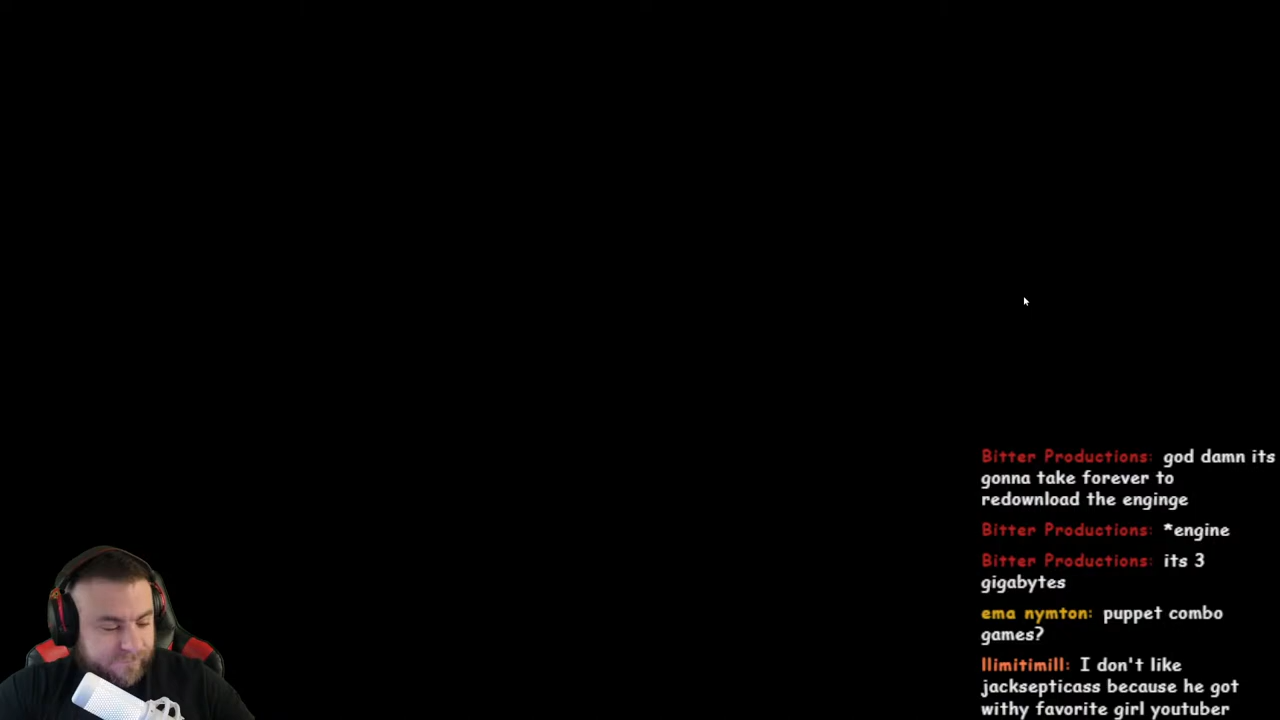 Bitter Productions: god damn its
gonna take forever to
redownload the enginge
Bitter Productions: *engine
Bitter Productions: its 3
gigabytes
ema nymton: puppet combo
games?
llimitimill: I don't like
jacksepticass because he got
withy favorite girl youtuber